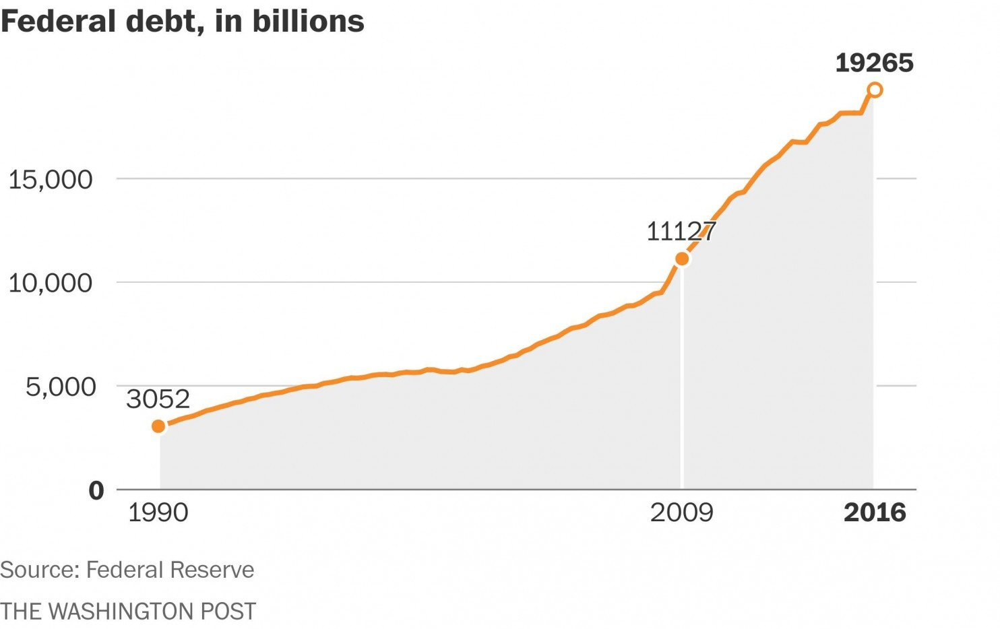 Federal debt, in billions
19265
15,000
11127
10,000
5,000
3052
0
1990 2009 2016
Source: Federal Reserve
THE WASHINGTON POST